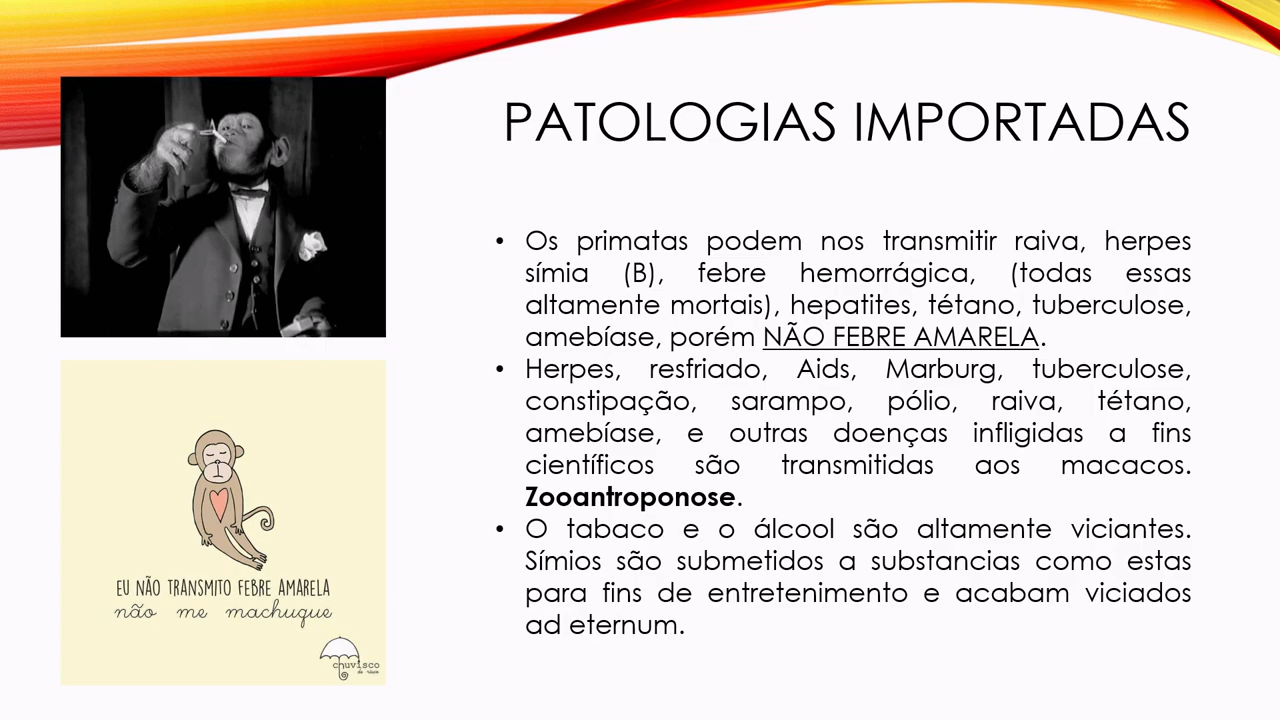 PATOLOGIAS IMPORTADAS
• Os primatas podem nos transmitir raiva, herpes
símia (B), febre hemorrágica, (todas essas
altamente mortais), hepatites, tétano, tuberculose,
amebíase, porém NÃO FEBRE AMARELA.
• Herpes, resfriado, Aids, Marburg, tuberculose,
constipação, sarampo, pólio, raiva, tétano,
amebíase, e outras doenças infligidas a fins
científicos são transmitidas aos macacos.
Zooantroponose.
• O tabaco e o álcool são altamente viciantes.
Símios são submetidos a substancias como estas
para fins de entretenimento e acabam viciados
ad eternum.
EU NÃO TRANSMITO FEBRE AMARELA
não me machuque
chuvisco